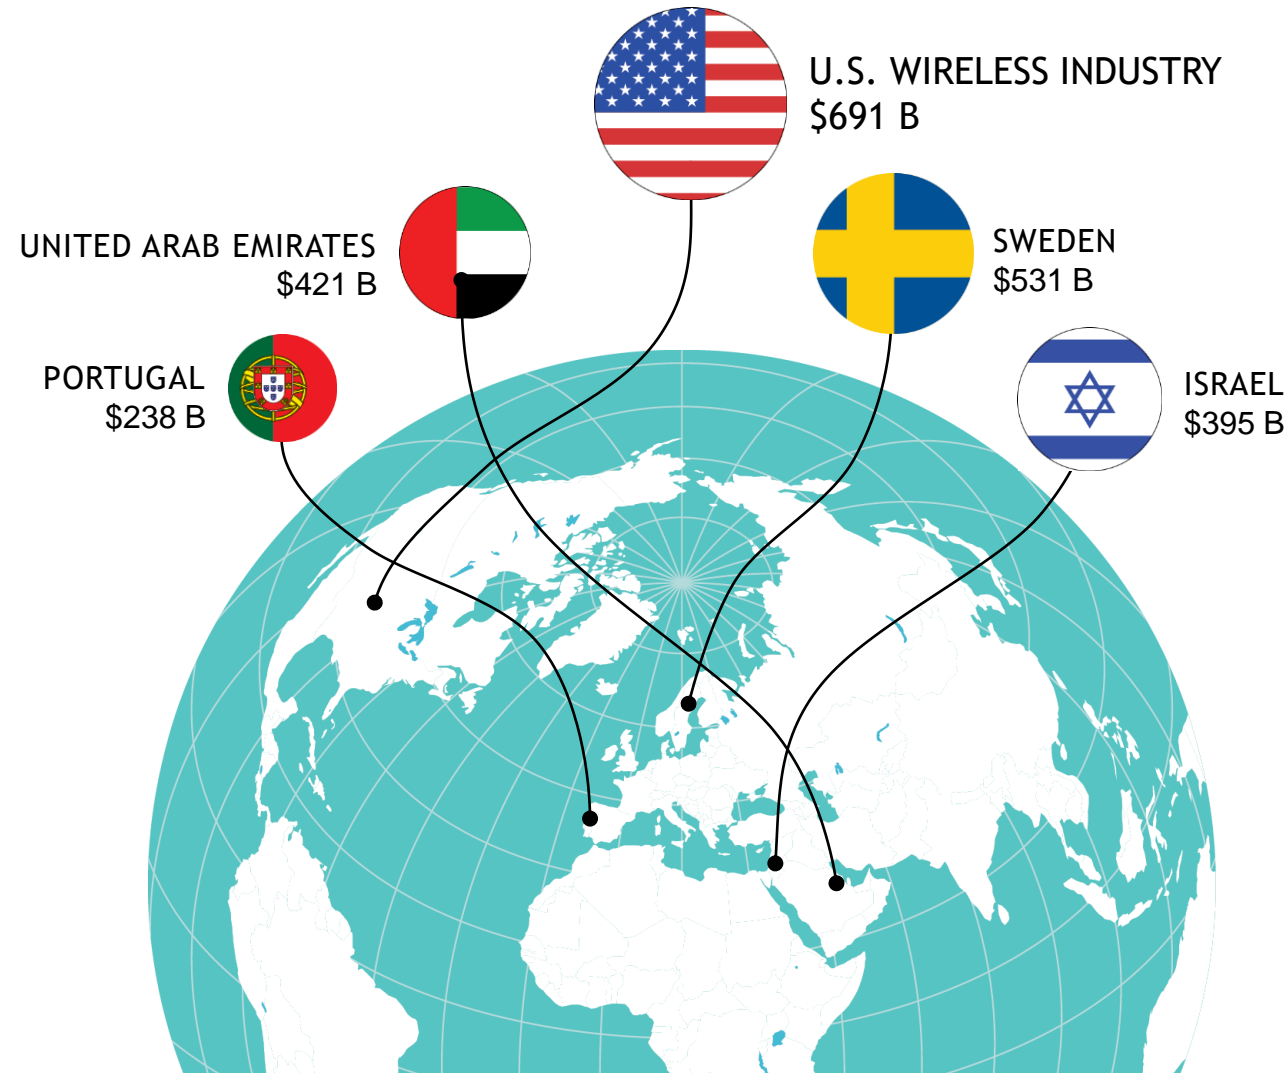 U.S. WIRELESS INDUSTRY
$691 B
UNITED ARAB EMIRATES
$421 B
SWEDEN
$531 B
PORTUGAL
$238 B
ISRAEL
$395 B